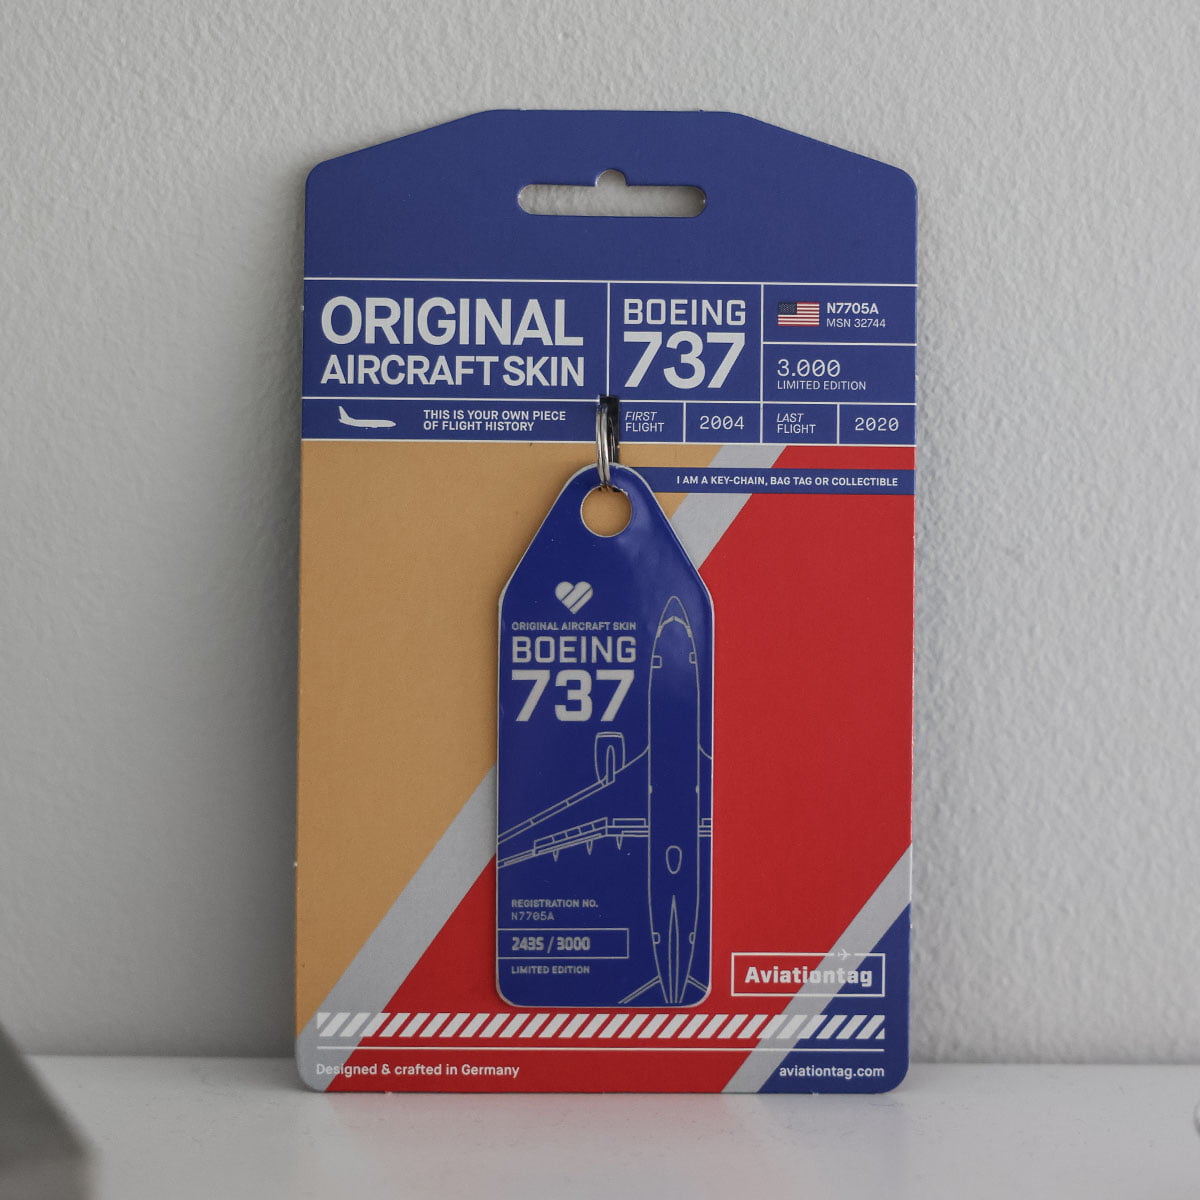 ORIGINAL
AIRCRAFT SKIN
BOEING
737
N7705A
MSN 32744
3.000
LIMITED EDITION
THIS IS YOUR OWN PIECE
OF FLIGHT HISTORY
FIRST
FLIGHT
2004
LAST
FLIGHT
2020
I AM A KEY-CHAIN, BAG TAG OR COLLECTIBLE
ORIGINAL AIRCRAFT SKIN
BOEING
737
REGISTRATION NO.
N7705A
2435 / 3000
LIMITED EDITION
Aviationtag
Designed & crafted in Germany
aviationtag.com